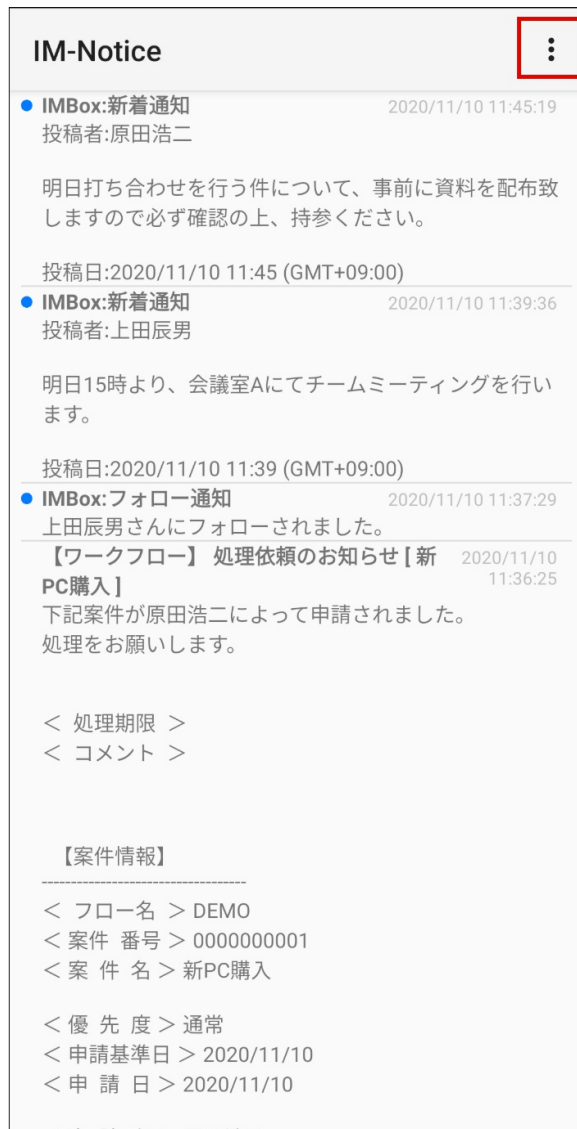 IM-Notice
IMBox:新着通知 2020/11/10 11:45:19
投稿者:原田浩二
明日打ち合わせを行う件について、事前に資料を配布致
しますので必ず確認の上、持参ください。
投稿日:2020/11/10 11:45 (GMT+09:00)
IMBox:新着通知 2020/11/10 11:39:36
投稿者:上田辰男
明日15時より、会議室Aにてチームミーティングを行い
ます。
投稿日:2020/11/10 11:39 (GMT+09:00)
IMBox:フォロー通知 2020/11/10 11:37:29
上田辰男さんにフォローされました。
【ワークフロー】 処理依頼のお知らせ [ 新 2020/11/10
PC購入 ] 11:36:25
下記案件が原田浩二によって申請されました。
処理をお願いします。
＜ 処理期限 ＞
＜ コメント ＞
【案件情報】
-----------------------------------
＜ フロー名 ＞ DEMO
＜ 案件 番号 ＞ 0000000001
＜ 案 件 名 ＞ 新PC購入
＜ 優 先 度 ＞ 通常
＜ 申請基準日 ＞ 2020/11/10
＜ 申 請 日 ＞ 2020/11/10